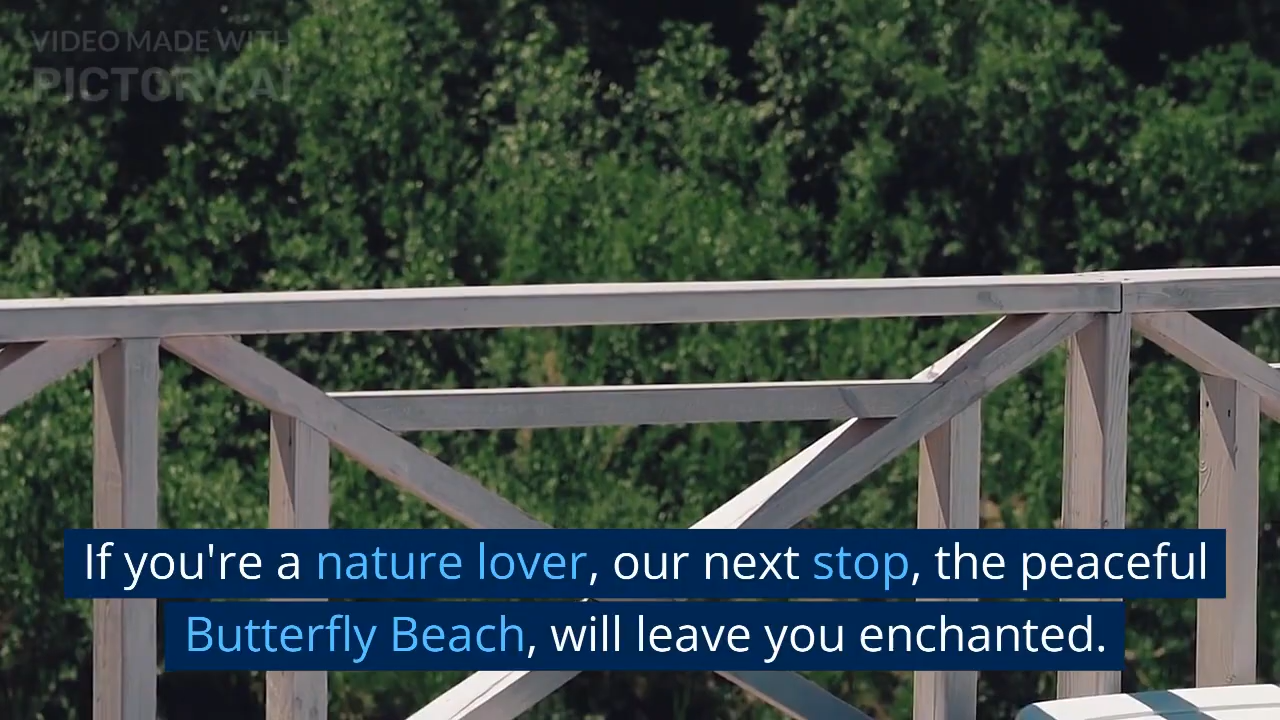 VIDEO MADE WITH
PICTORY.AI
If you're a nature lover, our next stop, the peaceful
Butterfly Beach, will leave you enchanted.